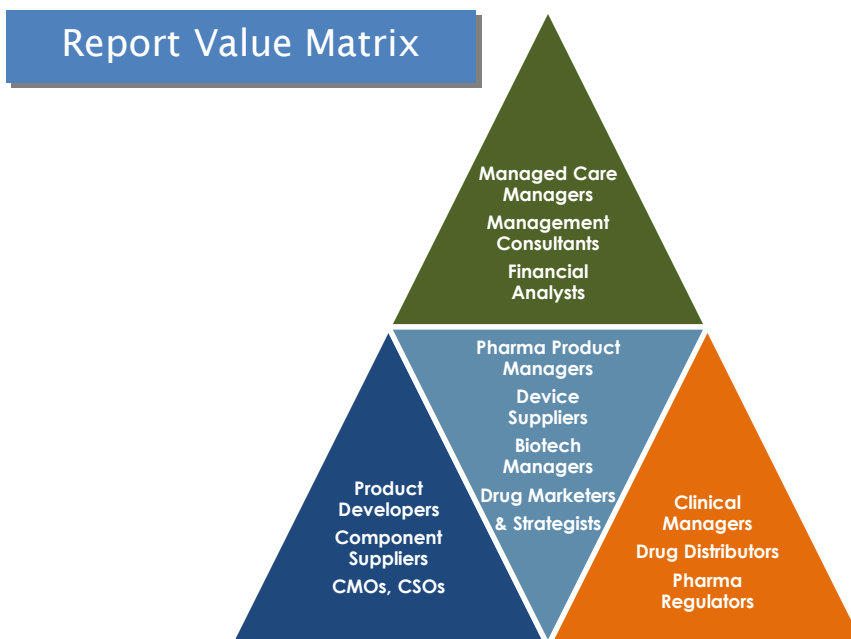 Report Value Matrix
Managed Care
Managers
Management
Consultants
Financial
Analysts
Pharma Product
Managers
Device
Suppliers
Biotech
Managers
Drug Marketers
& Strategists
Product
Developers
Component
Suppliers
CMOs, CSOs
Clinical
Managers
Drug Distributors
Pharma
Regulators